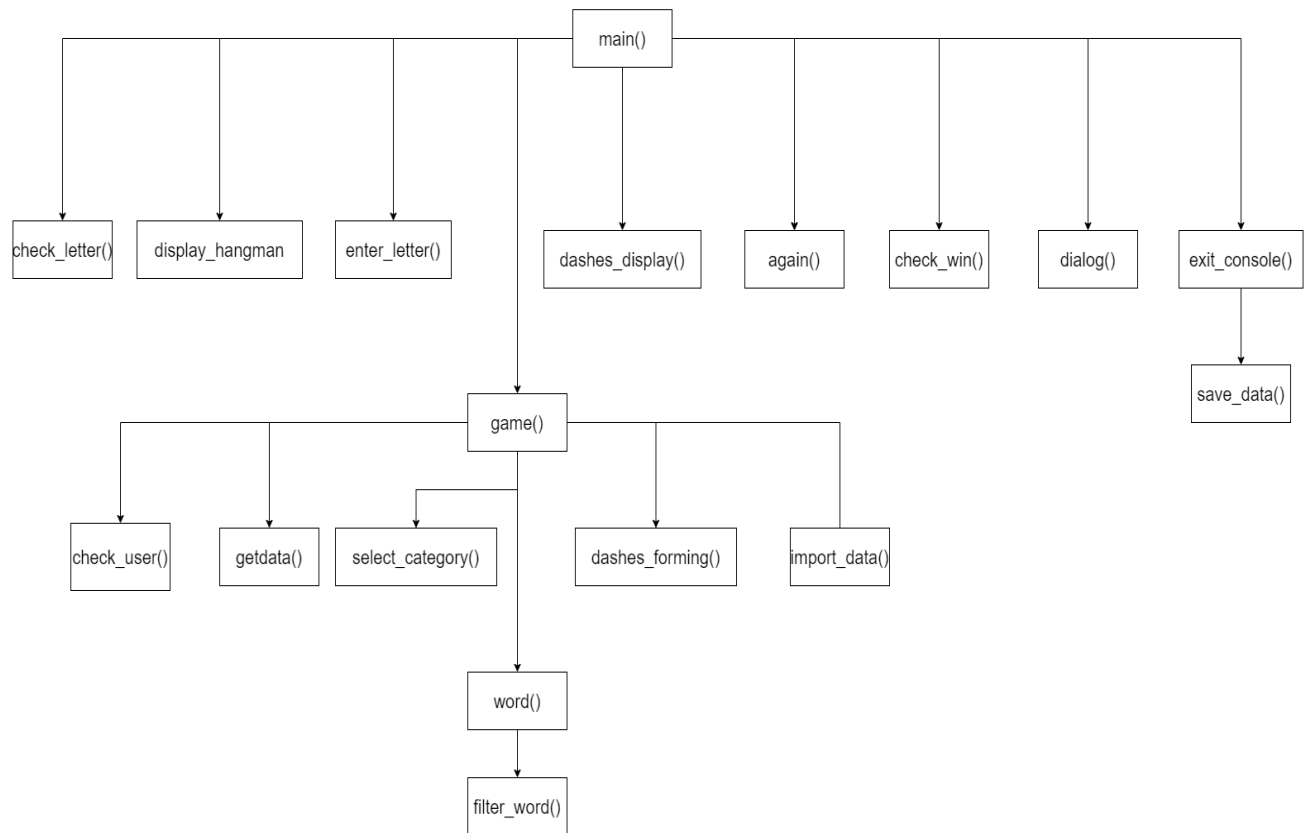 main()
check_letter()
display_hangman
enter_letter()
dashes_display()
again()
check_win()
dialog()
exit_console()
save_data()
game()
check_user()
getdata()
select_category()
dashes_forming()
import_data()
word()
filter_word()